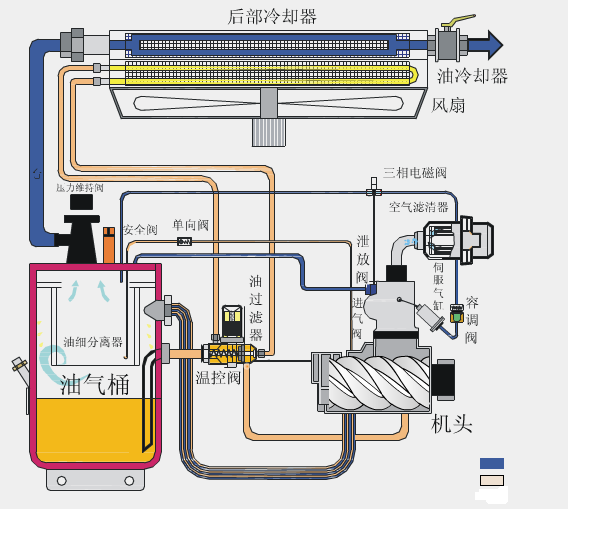 后部冷却器
油冷却器
风扇
三相电磁阀
压力维持阀
空气滤清器
单向阀
安全阀
泄放阀
伺服气缸
油过滤器
进气阀
容调阀
油细分离器
温控阀
油气桶
机头